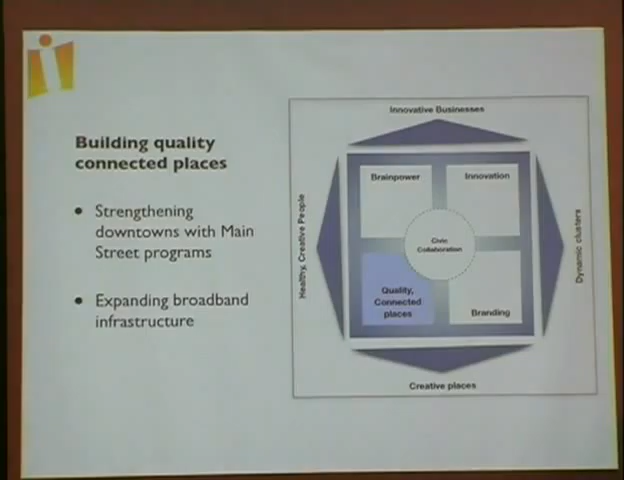 Building quality
connected places
• Strengthening
downtowns with Main
Street programs
• Expanding broadband
infrastructure
Innovative Businesses
Brainpower
Innovation
Healthy, Creative People
Civic
Collaboration
Dynamic clusters
Quality,
Connected
places
Branding
Creative places